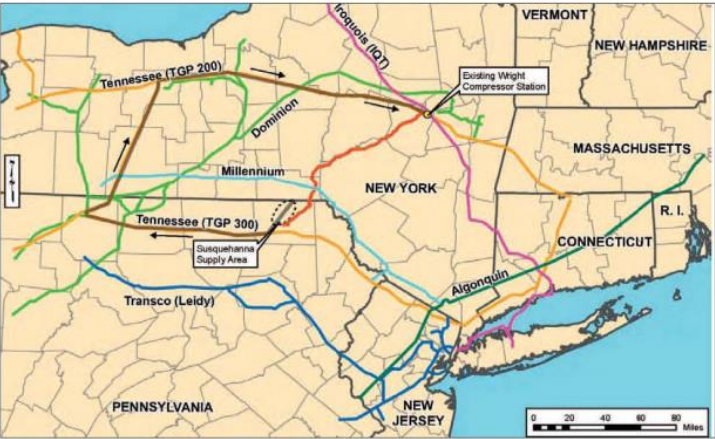 VERMONT
NEW HAMPSHIRE
Iroquois (IQT)
Tennessee (TGP 200)
Existing Wright
Compressor Station
Dominion
MASSACHUSETTS
Millennium
NEW YORK
R. I.
Tennessee (TGP 300)
CONNECTICUT
Susquehanna
Supply Area
Algonquin
Transco (Leidy)
PENNSYLVANIA
NEW
JERSEY
0 20 40 60 80
Miles